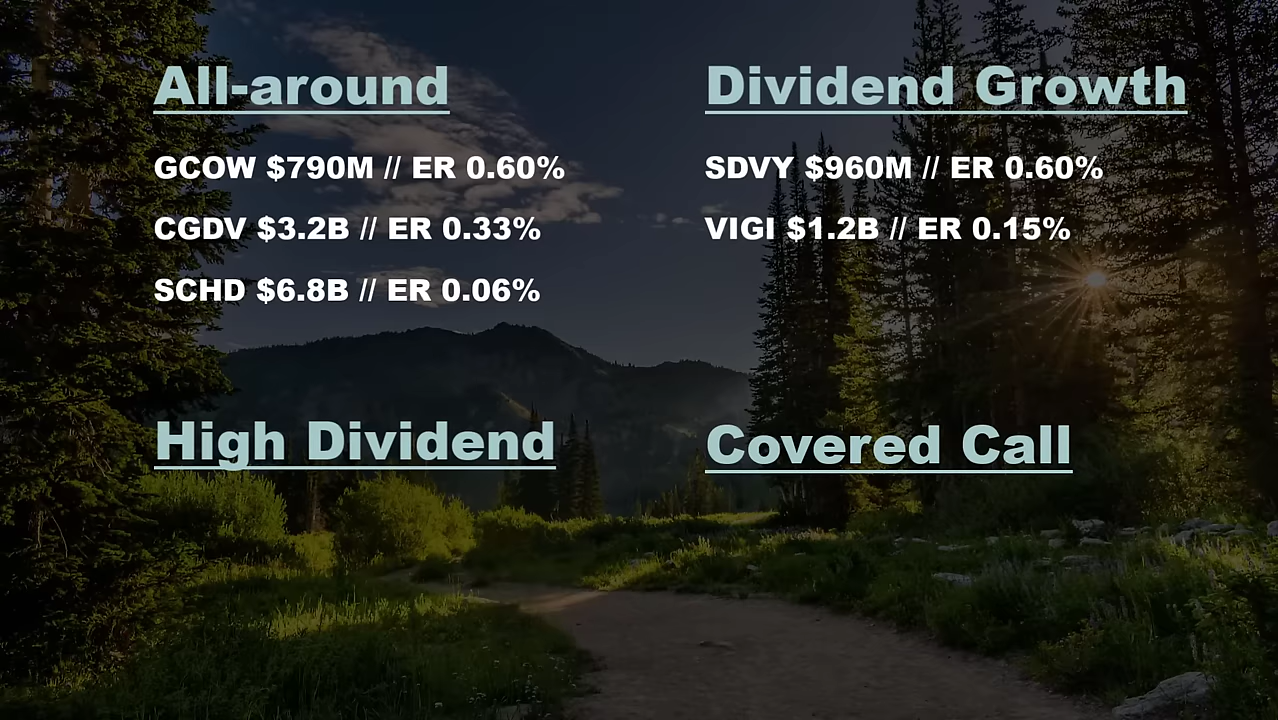 All-around
GCOW $790M // ER 0.60%
CGDV $3.2B // ER 0.33%
SCHD $6.8B // ER 0.06%
Dividend Growth
SDVY $960M // ER 0.60%
VIGI $1.2B // ER 0.15%
High Dividend
Covered Call